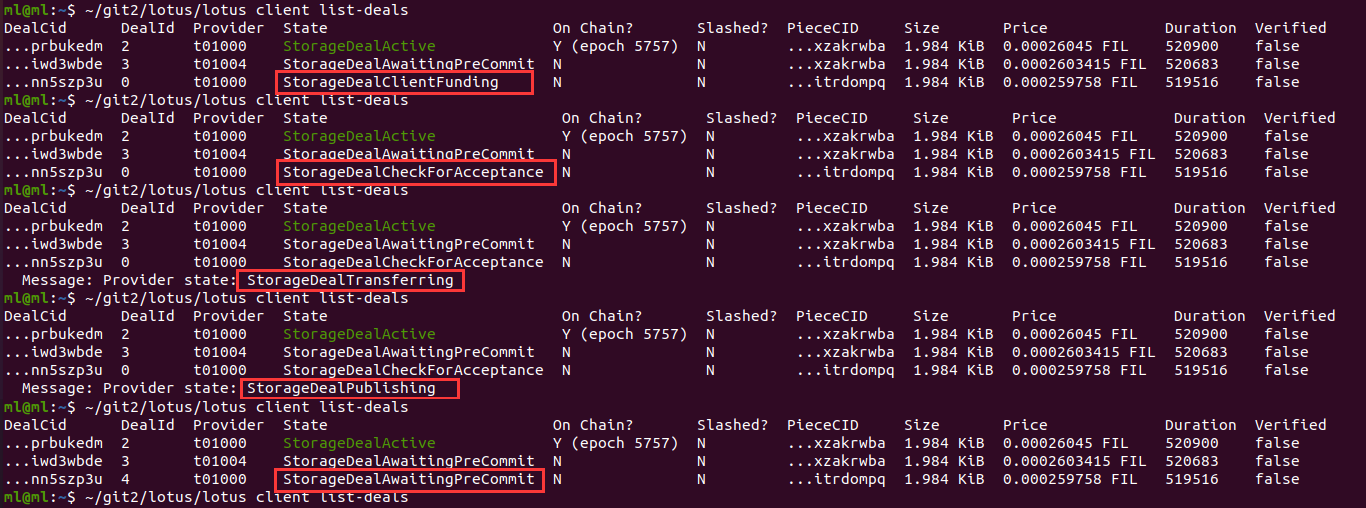 ml@ml:~$ ~/git2/lotus/lotus client list-deals
DealCid DealId Provider State On Chain? Slashed? PieceCID Size Price Duration Verified
...prbukedm 2 t01000 StorageDealActive Y (epoch 5757) N ...xzakrwba 1.984 KiB 0.00026045 FIL 520900 false
...iwd3wbde 3 t01004 StorageDealAwaitingPreCommit N N ...xzakrwba 1.984 KiB 0.0002603415 FIL 520683 false
...nn5szp3u 0 t01000 StorageDealClientFunding N N ...itrdompq 1.984 KiB 0.000259758 FIL 519516 false
ml@ml:~$ ~/git2/lotus/lotus client list-deals
DealCid DealId Provider State On Chain? Slashed? PieceCID Size Price Duration Verified
...prbukedm 2 t01000 StorageDealActive Y (epoch 5757) N ...xzakrwba 1.984 KiB 0.00026045 FIL 520900 false
...iwd3wbde 3 t01004 StorageDealAwaitingPreCommit N N ...xzakrwba 1.984 KiB 0.0002603415 FIL 520683 false
...nn5szp3u 0 t01000 StorageDealCheckForAcceptance N N ...itrdompq 1.984 KiB 0.000259758 FIL 519516 false
ml@ml:~$ ~/git2/lotus/lotus client list-deals
DealCid DealId Provider State On Chain? Slashed? PieceCID Size Price Duration Verified
...prbukedm 2 t01000 StorageDealActive Y (epoch 5757) N ...xzakrwba 1.984 KiB 0.00026045 FIL 520900 false
...iwd3wbde 3 t01004 StorageDealAwaitingPreCommit N N ...xzakrwba 1.984 KiB 0.0002603415 FIL 520683 false
...nn5szp3u 0 t01000 StorageDealCheckForAcceptance N N ...itrdompq 1.984 KiB 0.000259758 FIL 519516 false
Message: Provider state: StorageDealTransferring
ml@ml:~$ ~/git2/lotus/lotus client list-deals
DealCid DealId Provider State On Chain? Slashed? PieceCID Size Price Duration Verified
...prbukedm 2 t01000 StorageDealActive Y (epoch 5757) N ...xzakrwba 1.984 KiB 0.00026045 FIL 520900 false
...iwd3wbde 3 t01004 StorageDealAwaitingPreCommit N N ...xzakrwba 1.984 KiB 0.0002603415 FIL 520683 false
...nn5szp3u 0 t01000 StorageDealCheckForAcceptance N N ...itrdompq 1.984 KiB 0.000259758 FIL 519516 false
Message: Provider state: StorageDealPublishing
ml@ml:~$ ~/git2/lotus/lotus client list-deals
DealCid DealId Provider State On Chain? Slashed? PieceCID Size Price Duration Verified
...prbukedm 2 t01000 StorageDealActive Y (epoch 5757) N ...xzakrwba 1.984 KiB 0.00026045 FIL 520900 false
...iwd3wbde 3 t01004 StorageDealAwaitingPreCommit N N ...xzakrwba 1.984 KiB 0.0002603415 FIL 520683 false
...nn5szp3u 4 t01000 StorageDealAwaitingPreCommit N N ...itrdompq 1.984 KiB 0.000259758 FIL 519516 false
ml@ml:~$ ~/git2/lotus/lotus client list-deals